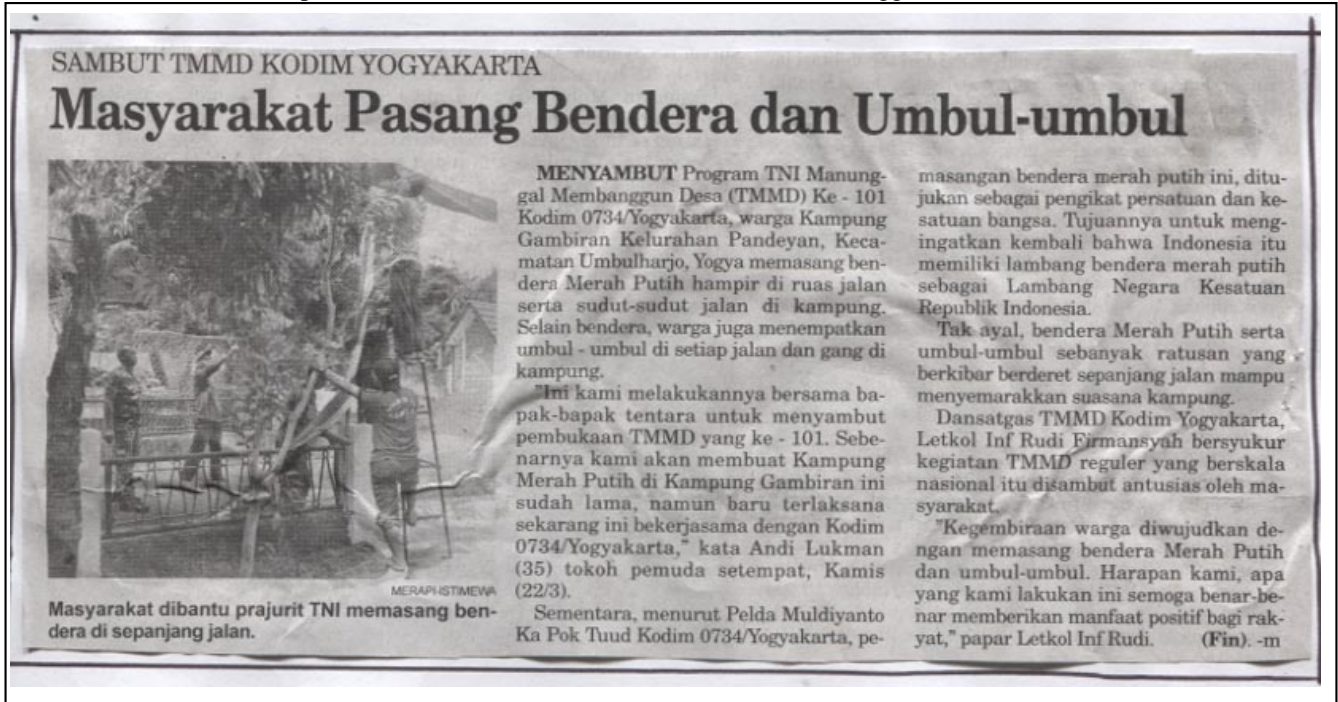 SAMBUT TMMD KODIM YOGYAKARTA
Masyarakat Pasang Bendera dan Umbul-umbul
MERAPI-ISTIMEWA
Masyarakat dibantu prajurit TNI memasang ben-
dera di sepanjang jalan.
MENYAMBUT Program TNI Manung-
gal Membanggun Desa (TMMD) Ke - 101
Kodim 0734/Yogyakarta, warga Kampung
Gambiran Kelurahan Pandeyan, Keca-
matan Umbulharjo, Yogya memasang ben-
dera Merah Putih hampir di ruas jalan
serta sudut-sudut jalan di kampung.
Selain bendera, warga juga menempatkan
umbul - umbul di setiap jalan dan gang di
kampung.
"Ini kami melakukannya bersama ba-
pak-bapak tentara untuk menyambut
pembukaan TMMD yang ke - 101. Sebe-
narnya kami akan membuat Kampung
Merah Putih di Kampung Gambiran ini
sudah lama, namun baru terlaksana
sekarang ini bekerjasama dengan Kodim
0734/Yogyakarta," kata Andi Lukman
(35) tokoh pemuda setempat, Kamis
(22/3).
Sementara, menurut Pelda Muldiyanto
Ka Pok Tuud Kodim 0734/Yogyakarta, pe-
masangan bendera merah putih ini, ditu-
jukan sebagai pengikat persatuan dan ke-
satuan bangsa. Tujuannya untuk meng-
ingatkan kembali bahwa Indonesia itu
memiliki lambang bendera merah putih
sebagai Lambang Negara Kesatuan
Republik Indonesia.
Tak ayal, bendera Merah Putih serta
umbul-umbul sebanyak ratusan yang
berkibar berderet sepanjang jalan mampu
menyemarakkan suasana kampung.
Dansatgas TMMD Kodim Yogyakarta,
Letkol Inf Rudi Firmansyah bersyukur
kegiatan TMMD reguler yang berskala
nasional itu disambut antusias oleh ma-
syarakat.
"Kegembiraan warga diwujudkan de-
ngan memasang bendera Merah Putih
dan umbul-umbul. Harapan kami, apa
yang kami lakukan ini semoga benar-be-
nar memberikan manfaat positif bagi rak-
yat," papar Letkol Inf Rudi. (Fin). -m